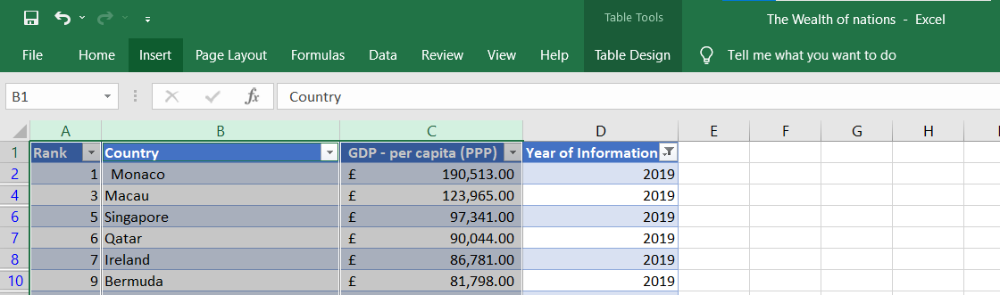 Table Tools
The Wealth of nations - Excel
File Home Insert Page Layout Formulas Data Review View Help Table Design Tell me what you want to do
B1 fx Country
A B C D E F G H
1 Rank Country GDP - per capita (PPP) Year of Information
2 1 Monaco £ 190,513.00 2019
4 3 Macau £ 123,965.00 2019
6 5 Singapore £ 97,341.00 2019
7 6 Qatar £ 90,044.00 2019
8 7 Ireland £ 86,781.00 2019
10 9 Bermuda £ 81,798.00 2019